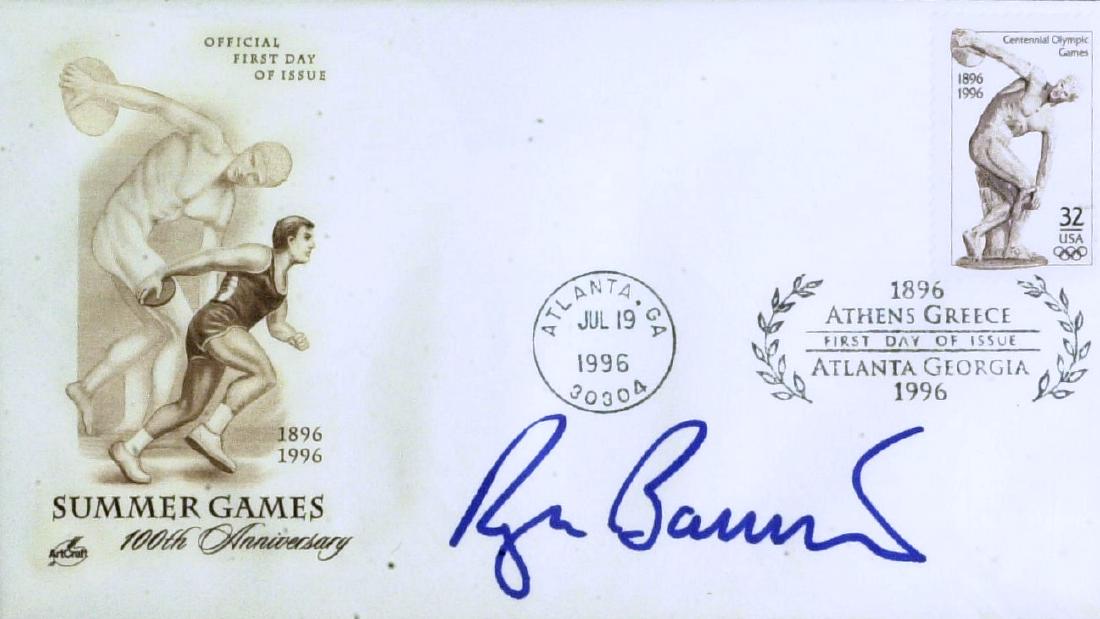 OFFICIAL
FIRST DAY
OF ISSUE
Centennial Olympic
Games
1896
1996
32
USA
ATLANTA, GA
JUL 19
1996
30304
1896
ATHENS GREECE
FIRST DAY OF ISSUE
ATLANTA GEORGIA
1996
1896
1996
SUMMER GAMES
100th Anniversary
ArtCraft